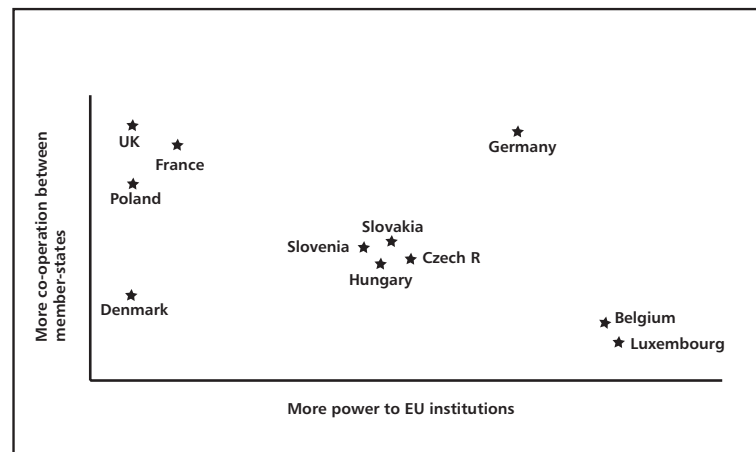 More co-operation between
member-states
UK
France
Germany
Poland
Slovakia
Slovenia
Czech R
Hungary
Denmark
Belgium
Luxembourg
More power to EU institutions